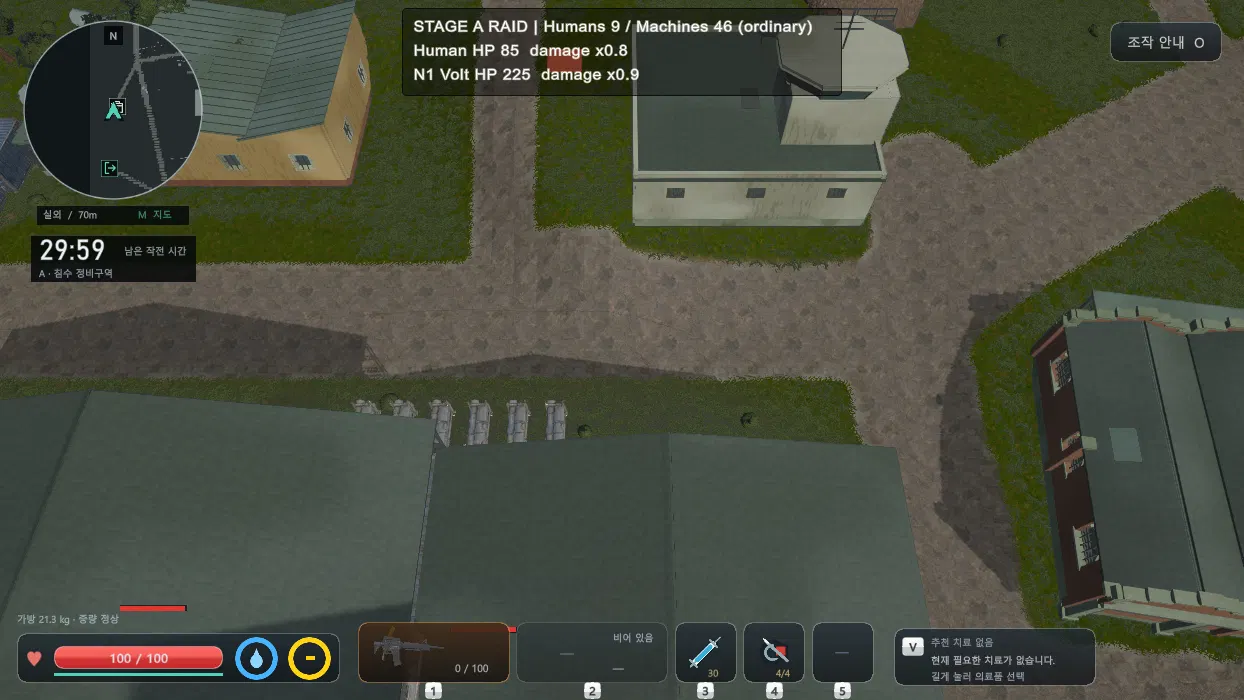 STAGE A RAID | Humans 9 / Machines 46 (ordinary)
Human HP 85 damage x0.8
N1 Volt HP 225 damage x0.9
조작 안내 O
N
실외 / 70m M 지도
29:59 남은 작전 시간
A · 침수 정비구역
가방 21.3 kg · 중량 정상
100 / 100
0 / 100
1
비어 있음
2
30
3
4/4
4
5
V 추천 치료 없음
현재 필요한 치료가 없습니다.
길게 눌러 의료품 선택